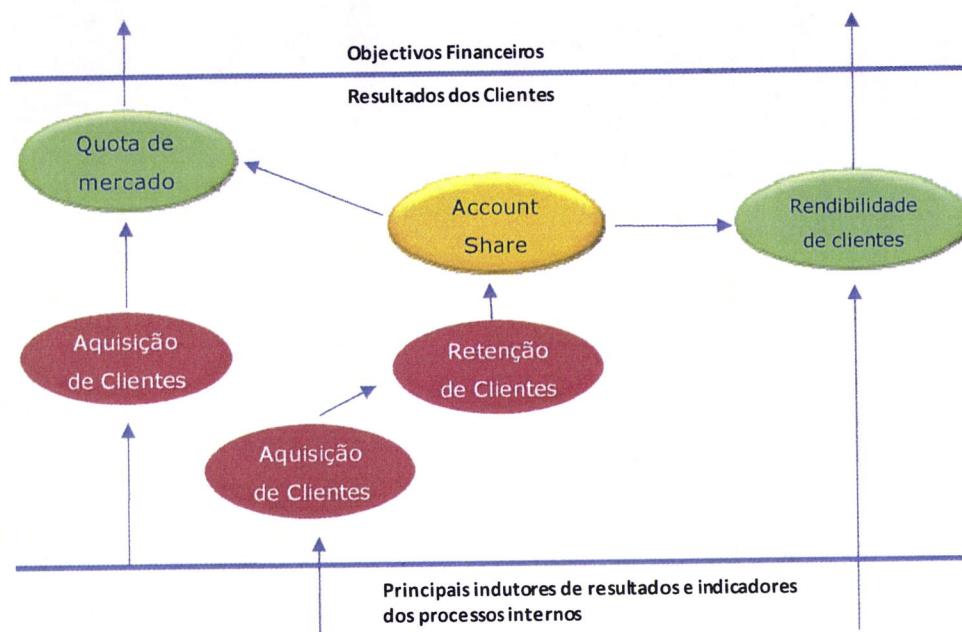 Objectivos Financeiros
Resultados dos Clientes
Quota de
mercado
Account
Share
Rendibilidade
de clientes
Aquisição
de Clientes
Retenção
de Clientes
Aquisição
de Clientes
Principais indutores de resultados e indicadores
dos processos internos